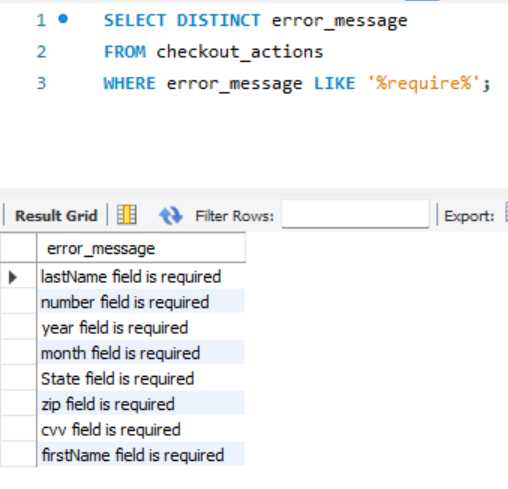 1 SELECT DISTINCT error_message
2 FROM checkout_actions
3 WHERE error_message LIKE '%require%';
Result Grid Filter Rows: Export:
error_message
lastName field is required
number field is required
year field is required
month field is required
State field is required
zip field is required
cvv field is required
firstName field is required